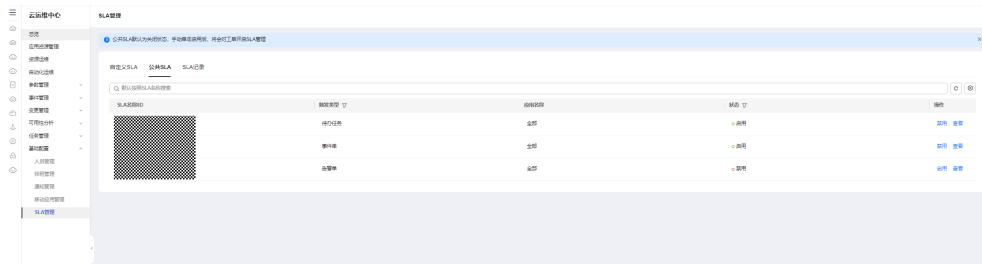 云运维中心
总览
应用资源管理
资源运维
自动化运维
参数管理
事件管理
变更管理
可用性分析
任务管理
基础配置
人员管理
排班管理
通知管理
移动应用管理
SLA管理
SLA管理
公共SLA默认为关闭状态，手动单击启用后，将会对工单开启SLA管理
自定义SLA 公共SLA SLA记录
默认按照SLA名称搜索
SLA名称/ID 触发类型 应用名称 状态 操作
待办任务 全部 启用 禁用 查看
事件单 全部 启用 禁用 查看
告警单 全部 禁用 启用 查看